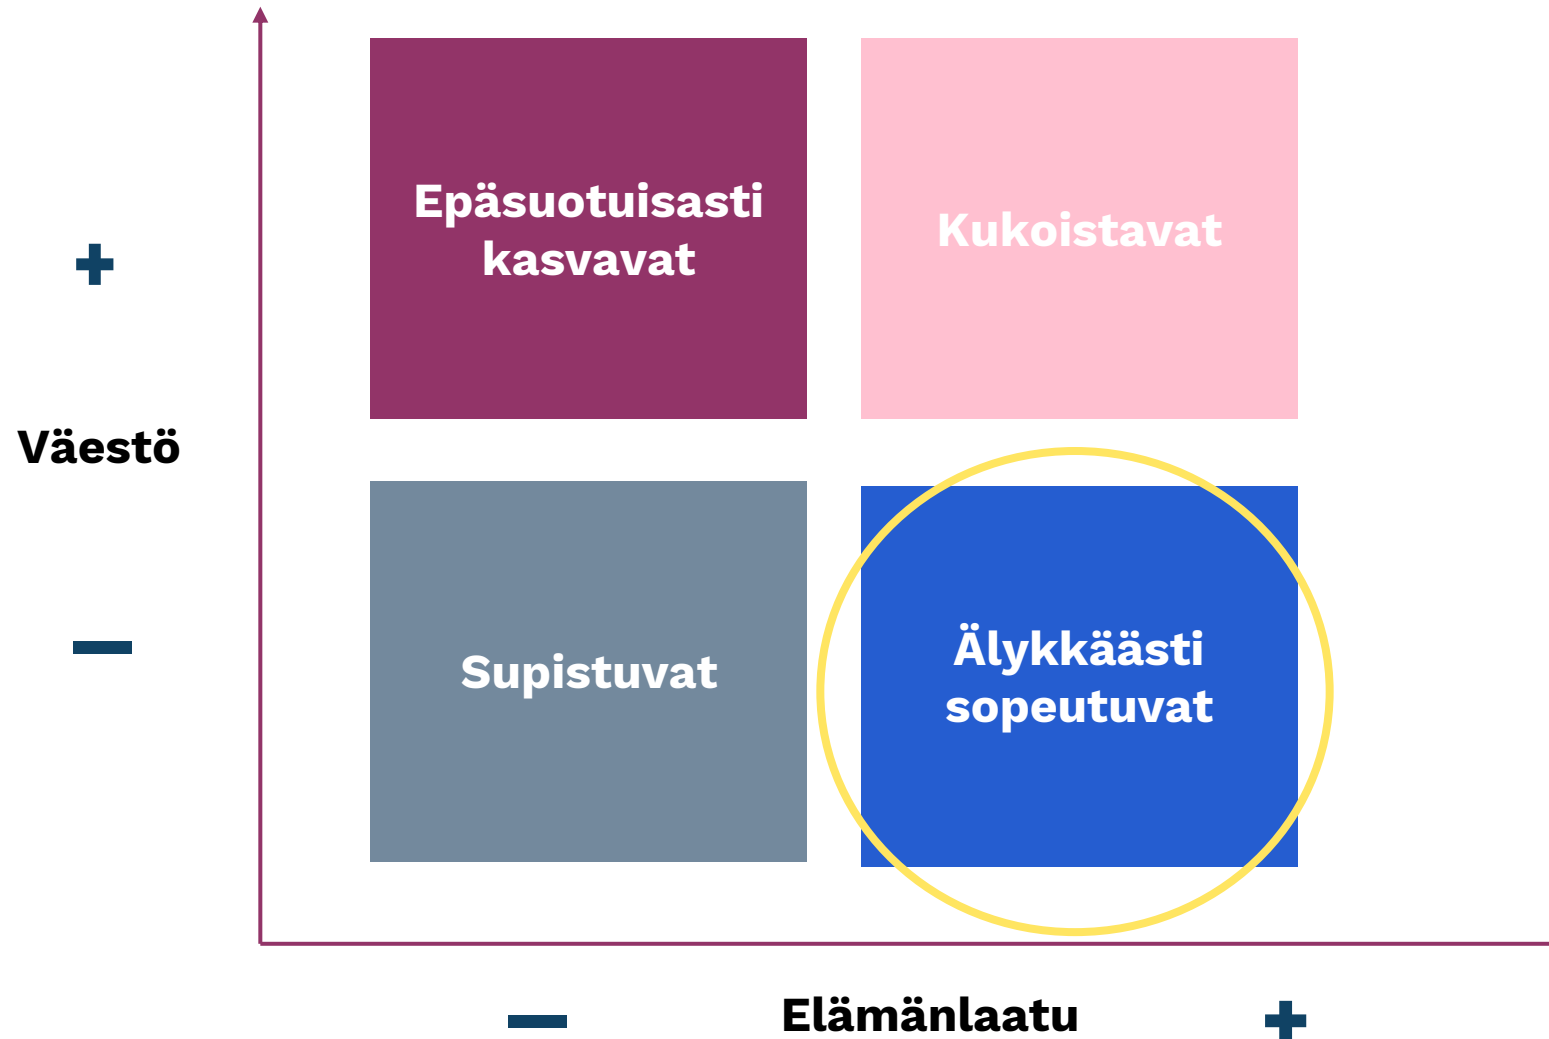 Epäsuotuisasti
kasvavat
Kukoistavat
+
Väestö
−
Supistuvat
Älykkäästi
sopeutuvat
− Elämänlaatu +